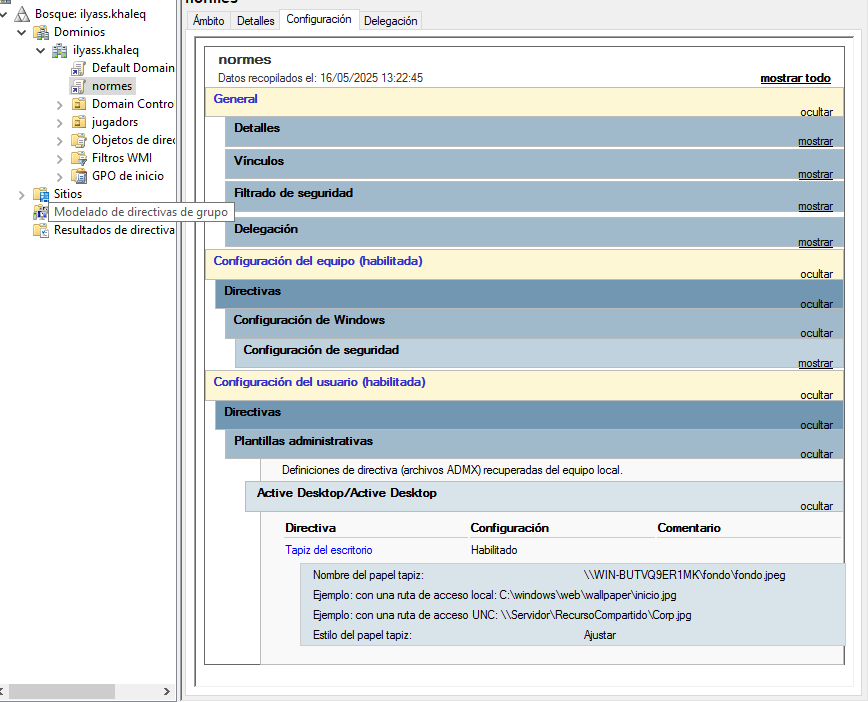 Bosque: ilyass.khaleq
Dominios
ilyass.khaleq
Default Domain
normes
Domain Contro
jugadors
Objetos de direc
Filtros WMI
GPO de inicio
Sitios
Modelado de directivas de grupo
Resultados de directiva
normes
Ámbito Detalles Configuración Delegación
normes
Datos recopilados el: 16/05/2025 13:22:45 mostrar todo
General
ocultar
Detalles
mostrar
Vínculos
mostrar
Filtrado de seguridad
mostrar
Delegación
mostrar
Configuración del equipo (habilitada)
ocultar
Directivas
ocultar
Configuración de Windows
ocultar
Configuración de seguridad
mostrar
Configuración del usuario (habilitada)
ocultar
Directivas
ocultar
Plantillas administrativas
ocultar
Definiciones de directiva (archivos ADMX) recuperadas del equipo local.
Active Desktop/Active Desktop
ocultar
Directiva Configuración Comentario
Tapiz del escritorio Habilitado
Nombre del papel tapiz: \\WIN-BUTVQ9ER1MK\fondo\fondo.jpeg
Ejemplo: con una ruta de acceso local: C:\windows\web\wallpaper\inicio.jpg
Ejemplo: con una ruta de acceso UNC: \\Servidor\RecursoCompartido\Corp.jpg
Estilo del papel tapiz: Ajustar